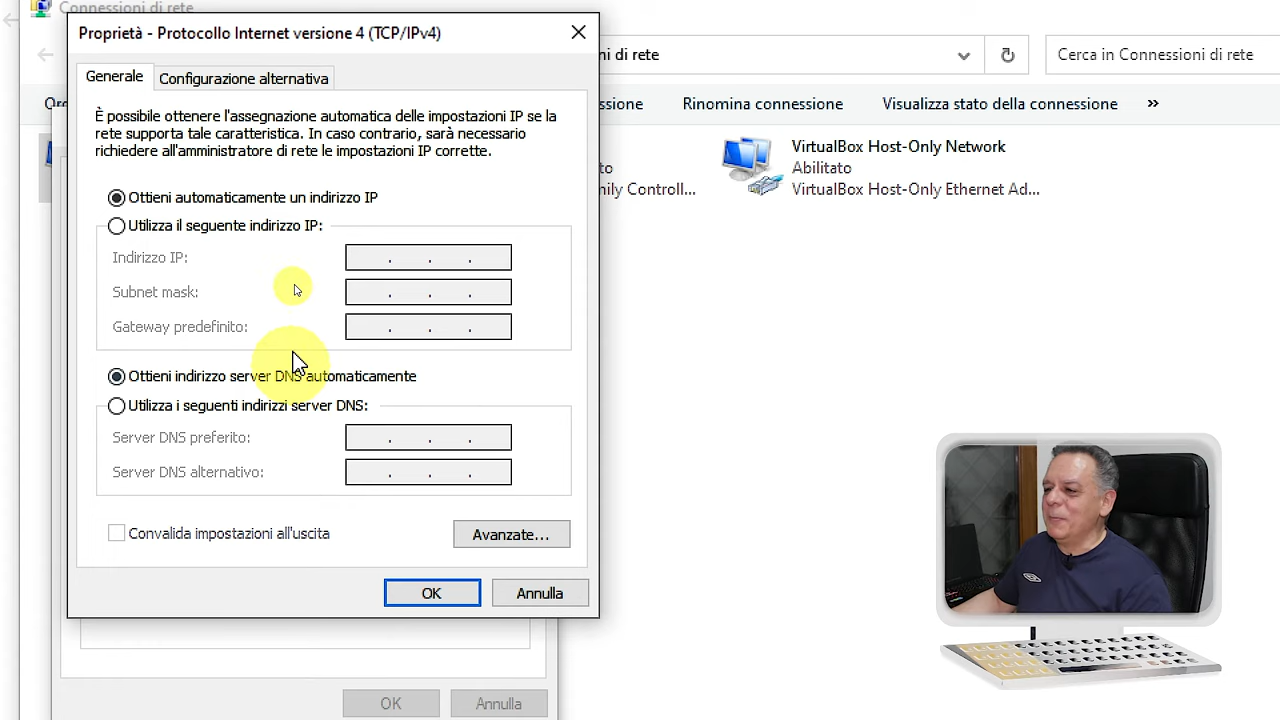 Connessioni di rete
Proprietà - Protocollo Internet versione 4 (TCP/IPv4)
ni di rete
Cerca in Connessioni di rete
Generale
Configurazione alternativa
Org
ssione
Rinomina connessione
Visualizza stato della connessione
»
È possibile ottenere l'assegnazione automatica delle impostazioni IP se la
rete supporta tale caratteristica. In caso contrario, sarà necessario
richiedere all'amministratore di rete le impostazioni IP corrette.
VirtualBox Host-Only Network
to
Abilitato
mily Controll...
VirtualBox Host-Only Ethernet Ad...
Ottieni automaticamente un indirizzo IP
Utilizza il seguente indirizzo IP:
Indirizzo IP:
. . .
Subnet mask:
. . .
Gateway predefinito:
. . .
Ottieni indirizzo server DNS automaticamente
Utilizza i seguenti indirizzi server DNS:
Server DNS preferito:
. . .
Server DNS alternativo:
. . .
Convalida impostazioni all'uscita
Avanzate...
OK
Annulla
OK
Annulla